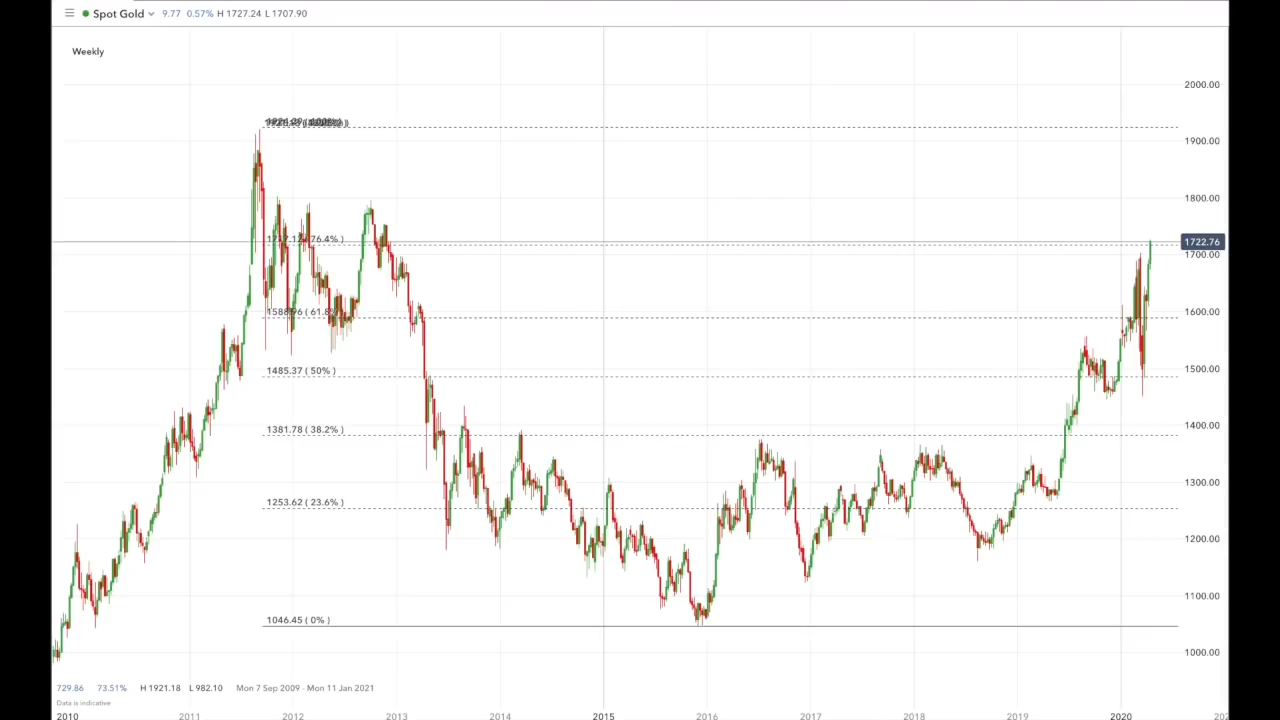 Spot Gold 9.77 0.57% H 1727.24 L 1707.90
Weekly
2000.00
1900.00
1800.00
(76.4% )
1722.76
1700.00
1600.00
1588.96 ( 61.8% )
1500.00
1485.37 ( 50% )
1400.00
1381.78 ( 38.2% )
1300.00
1253.62 ( 23.6% )
1200.00
1100.00
1046.45 ( 0% )
1000.00
729.86 73.51% H 1921.18 L 982.10 Mon 7 Sep 2009 - Mon 11 Jan 2021
Data is indicative
2010 2011 2012 2013 2014 2015 2016 2017 2018 2019 2020